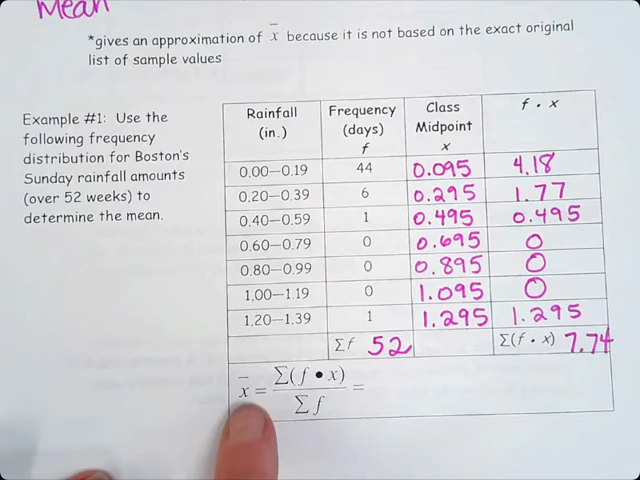 Mean
*gives an approximation of x̄ because it is not based on the exact original
list of sample values
Example #1: Use the
following frequency
distribution for Boston's
Sunday rainfall amounts
(over 52 weeks) to
determine the mean.
Rainfall (in.) Frequency (days) f Class Midpoint x f • x
0.00–0.19 44 0.095 4.18
0.20–0.39 6 0.295 1.77
0.40–0.59 1 0.495 0.495
0.60–0.79 0 0.695 0
0.80–0.99 0 0.895 0
1.00–1.19 0 1.095 0
1.20–1.39 1 1.295 1.295
Σf 52 Σ(f • x) 7.74
x̄ = Σ(f • x) / Σf =